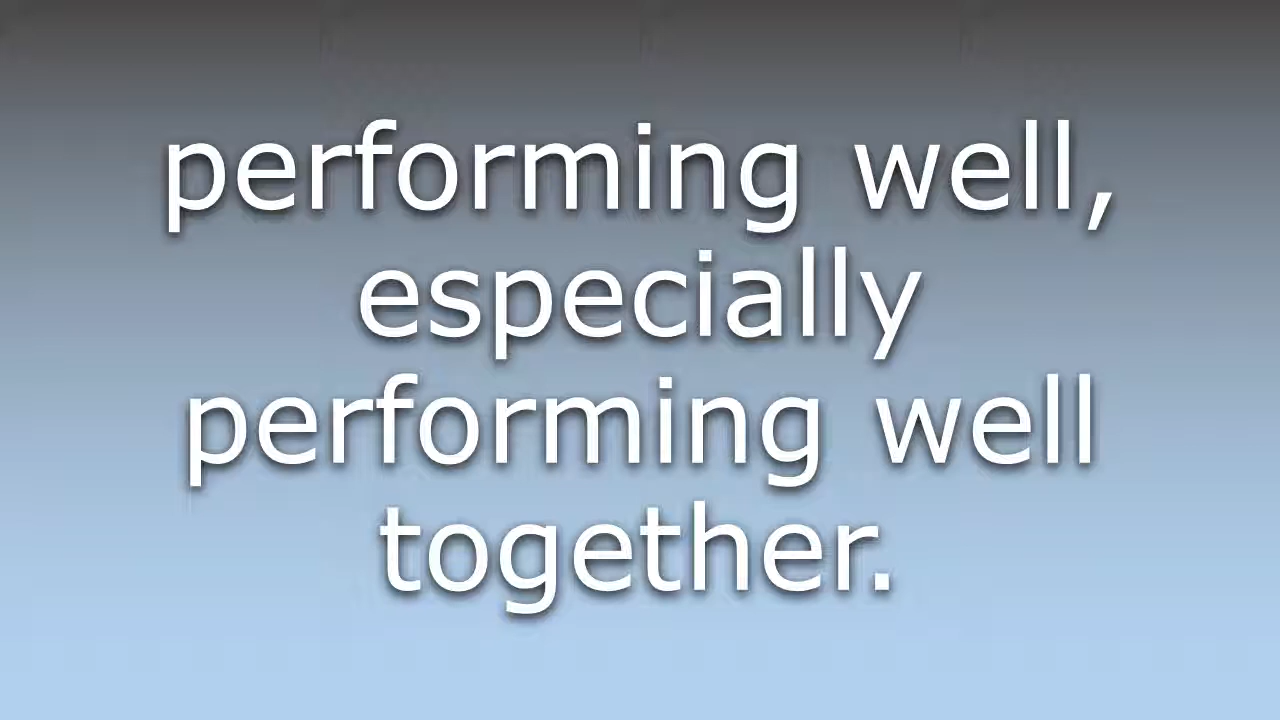 performing well,
especially
performing well
together.